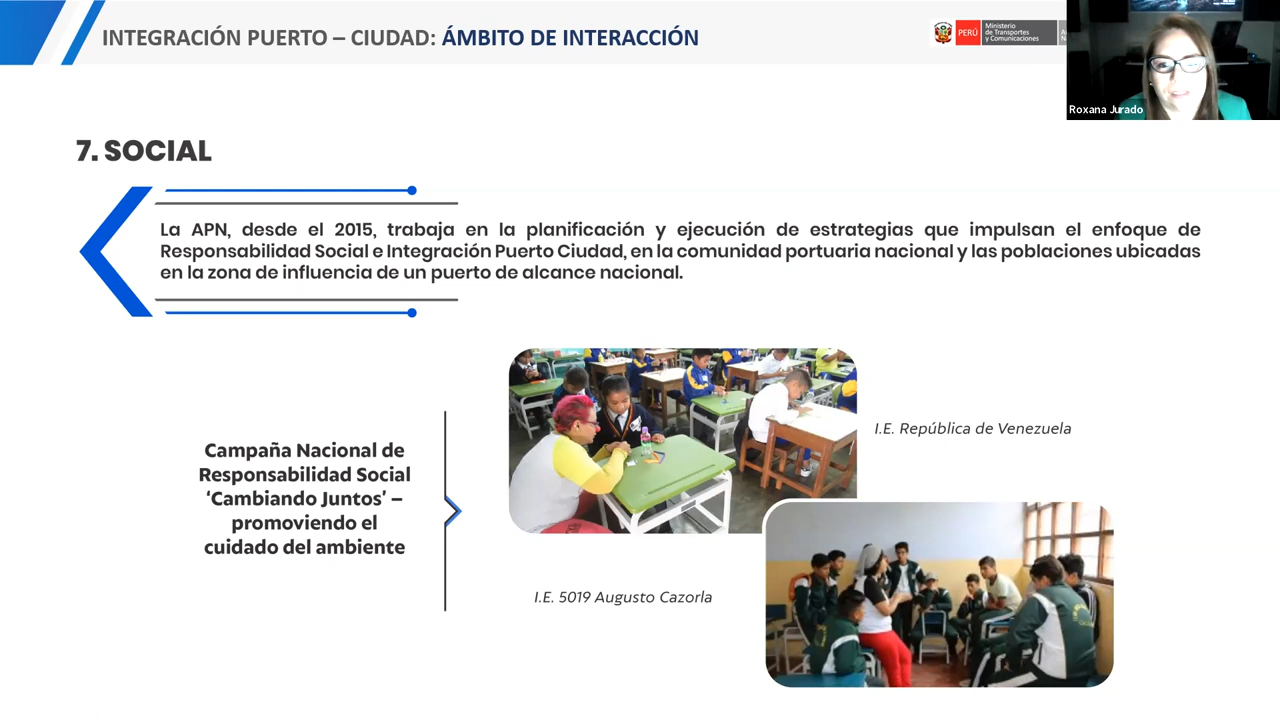 INTEGRACIÓN PUERTO – CIUDAD: ÁMBITO DE INTERACCIÓN
PERÚ
Ministerio
de Transportes
y Comunicaciones
Roxana Jurado
7. SOCIAL
La APN, desde el 2015, trabaja en la planificación y ejecución de estrategias que impulsan el enfoque de
Responsabilidad Social e Integración Puerto Ciudad, en la comunidad portuaria nacional y las poblaciones ubicadas
en la zona de influencia de un puerto de alcance nacional.
Campaña Nacional de
Responsabilidad Social
‘Cambiando Juntos’ –
promoviendo el
cuidado del ambiente
I.E. República de Venezuela
I.E. 5019 Augusto Cazorla